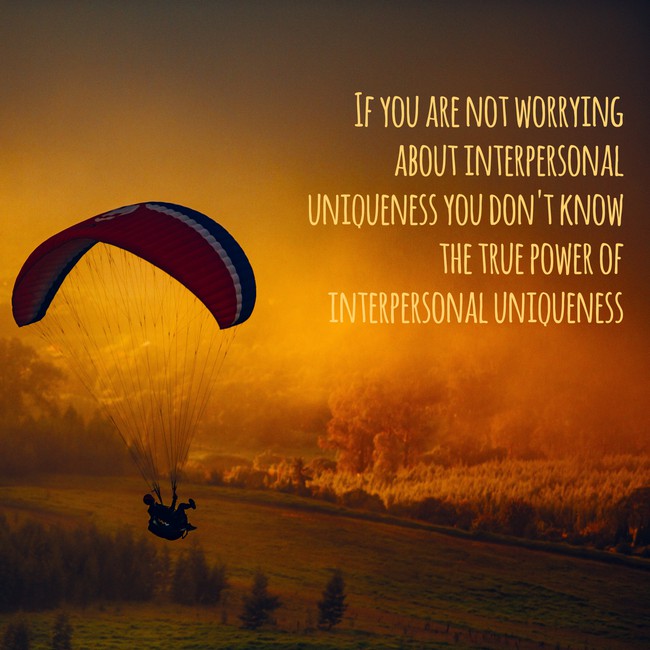 If you are not worrying
about interpersonal
uniqueness you don't know
the true power of
interpersonal uniqueness